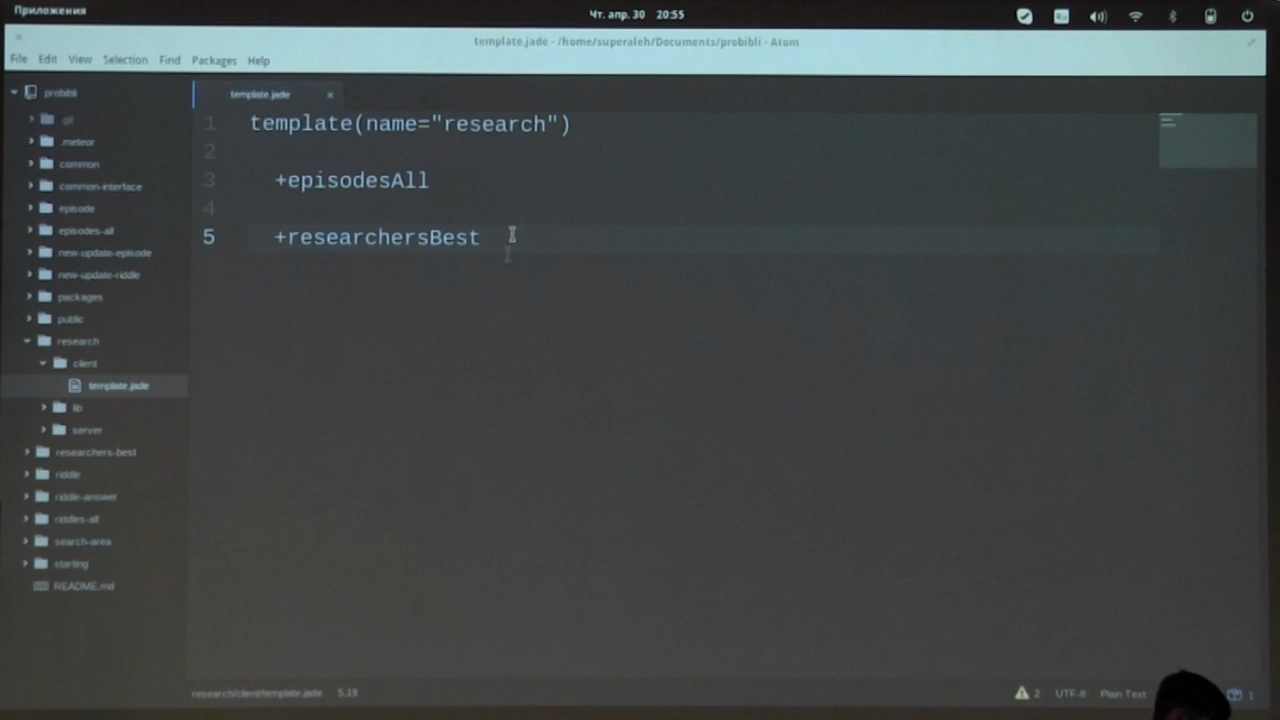 Приложения
Чт. апр. 30 20:55
template.jade - /home/superaleh/Documents/probibli - Atom
File Edit View Selection Find Packages Help
probibli
.git
.meteor
common
common-interface
episode
episodes-all
new-update-episode
new-update-riddle
packages
public
research
client
template.jade
lib
server
researchers-best
riddle
riddle-answer
riddles-all
search-area
starting
README.md
template.jade
1 template(name="research")
2
3 +episodesAll
4
5 +researchersBest
research/client/template.jade 5,19
2 UTF-8 Plain Text 1